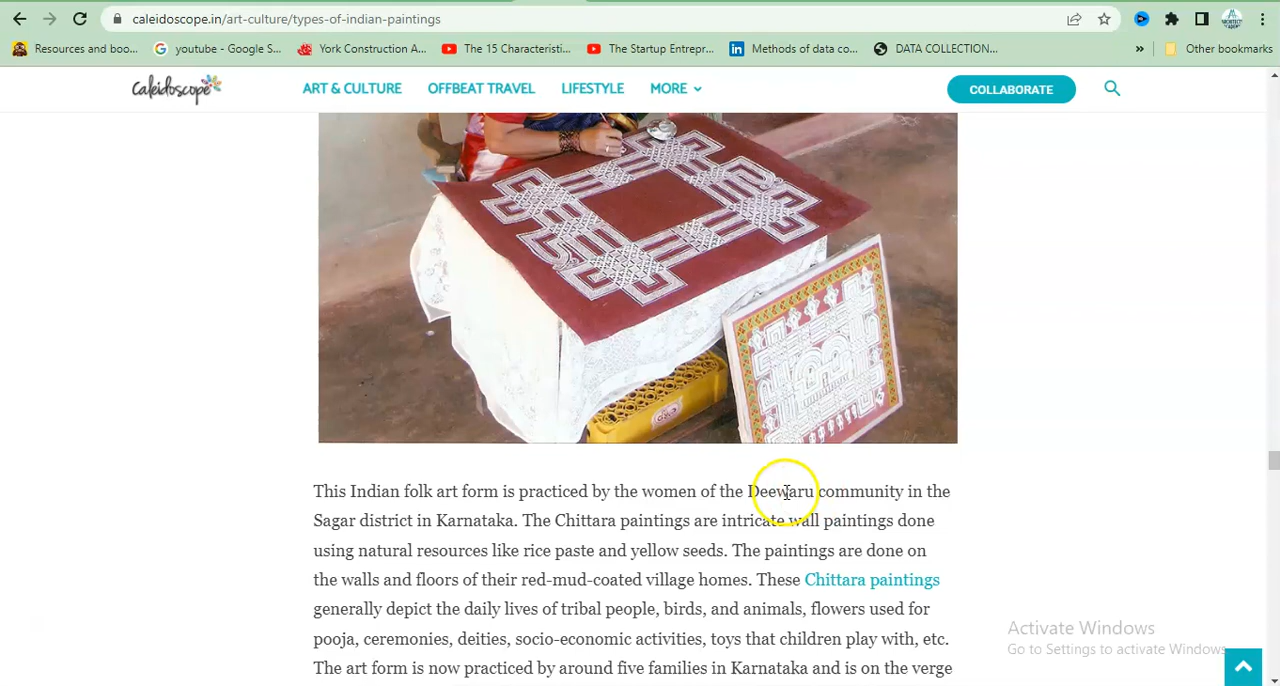 caleidoscope.in/art-culture/types-of-indian-paintings
Resources and boo...
youtube - Google S...
York Construction A...
The 15 Characteristi...
The Startup Entrepr...
Methods of data co...
DATA COLLECTION...
»
Other bookmarks
caleidoscope
ART & CULTURE
OFFBEAT TRAVEL
LIFESTYLE
MORE
COLLABORATE
This Indian folk art form is practiced by the women of the Deewaru community in the
Sagar district in Karnataka. The Chittara paintings are intricate wall paintings done
using natural resources like rice paste and yellow seeds. The paintings are done on
the walls and floors of their red-mud-coated village homes. These Chittara paintings
generally depict the daily lives of tribal people, birds, and animals, flowers used for
pooja, ceremonies, deities, socio-economic activities, toys that children play with, etc.
The art form is now practiced by around five families in Karnataka and is on the verge
Activate Windows
Go to Settings to activate Windows.